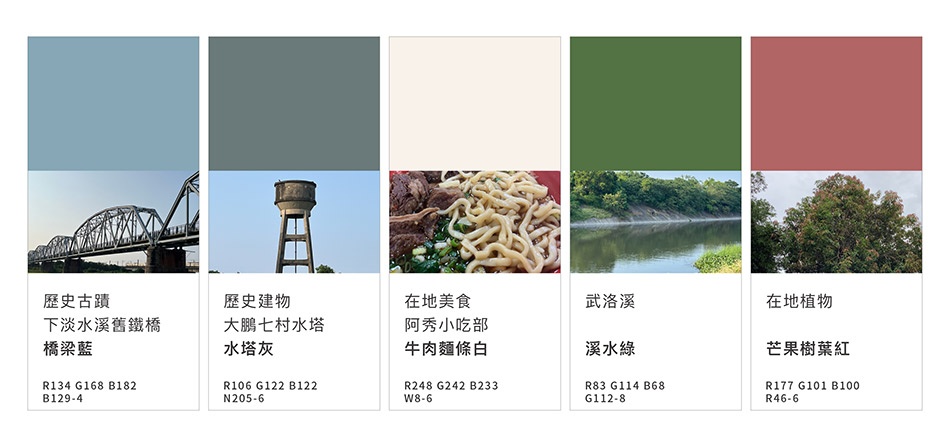 歷史古蹟
下淡水溪舊鐵橋
橋梁藍
R134 G168 B182
B129-4
歷史建物
大鵬七村水塔
水塔灰
R106 G122 B122
N205-6
在地美食
阿秀小吃部
牛肉麵條白
R248 G242 B233
W8-6
武洛溪
溪水綠
R83 G114 B68
G112-8
在地植物
芒果樹葉紅
R177 G101 B100
R46-6